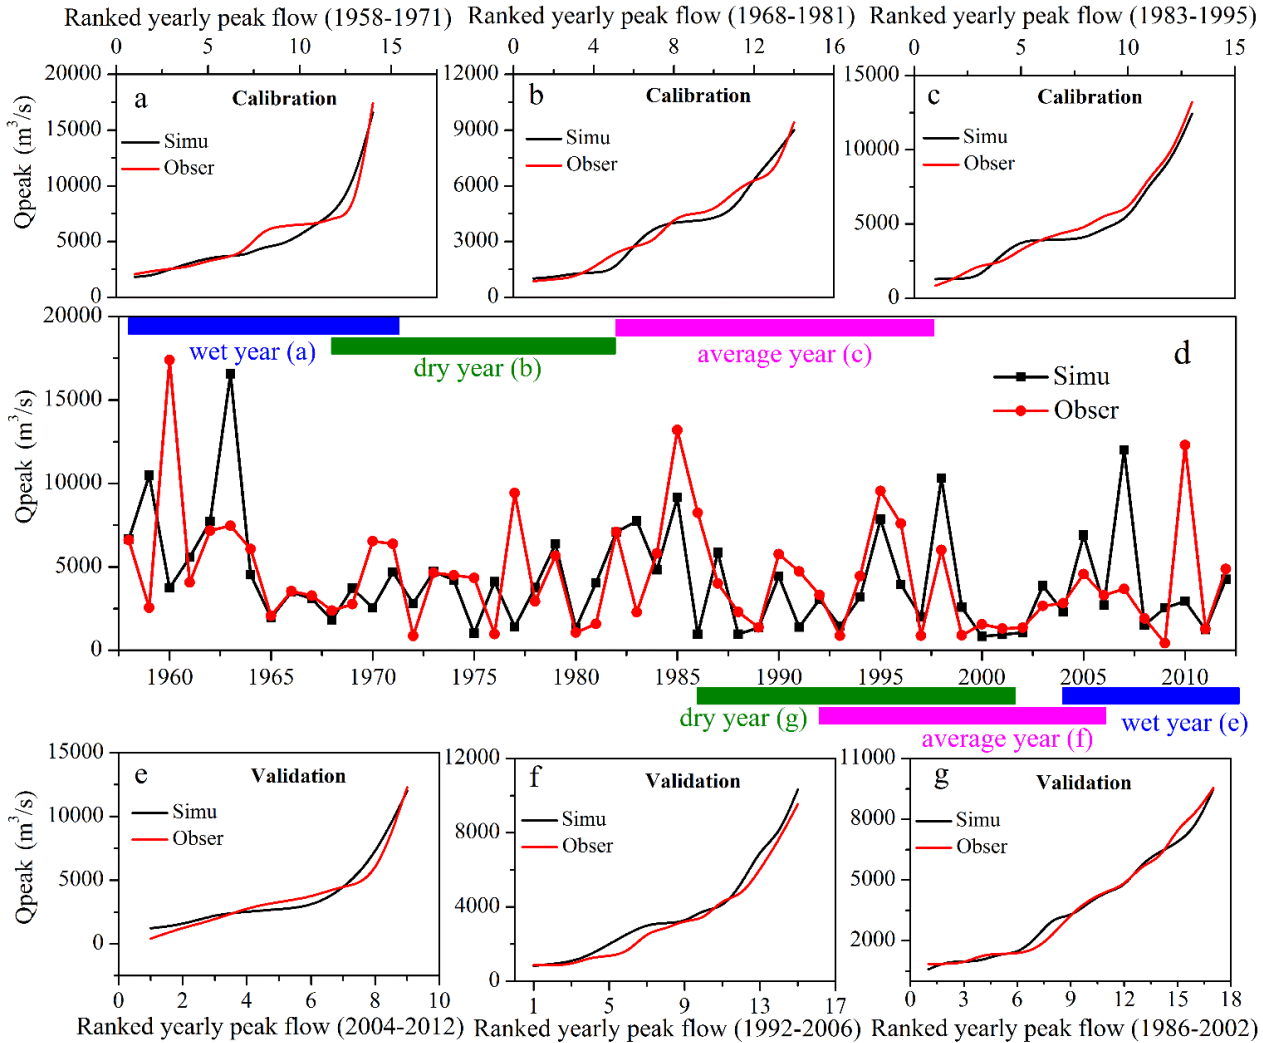 Ranked yearly peak flow (1958-1971)
Ranked yearly peak flow (1968-1981)
Ranked yearly peak flow (1983-1995)
0 5 10 15
0 4 8 12 16
0 5 10 15
20000
15000
10000
5000
0
Qpeak (m³/s)
a
Calibration
Simu
Obser
12000
9000
6000
3000
0
b
Calibration
Simu
Obser
15000
10000
5000
0
c
Calibration
Simu
Obser
20000
15000
10000
5000
0
Qpeak (m³/s)
wet year (a)
dry year (b)
average year (c)
d
Simu
Obser
1960 1965 1970 1975 1980 1985 1990 1995 2000 2005 2010
dry year (g)
average year (f)
wet year (e)
15000
10000
5000
0
Qpeak (m³/s)
e
Validation
Simu
Obser
0 2 4 6 8 10
Ranked yearly peak flow (2004-2012)
12000
8000
4000
0
f
Validation
Simu
Obser
1 5 9 13 17
Ranked yearly peak flow (1992-2006)
11000
8000
5000
2000
g
Validation
Simu
Obser
0 3 6 9 12 15 18
Ranked yearly peak flow (1986-2002)